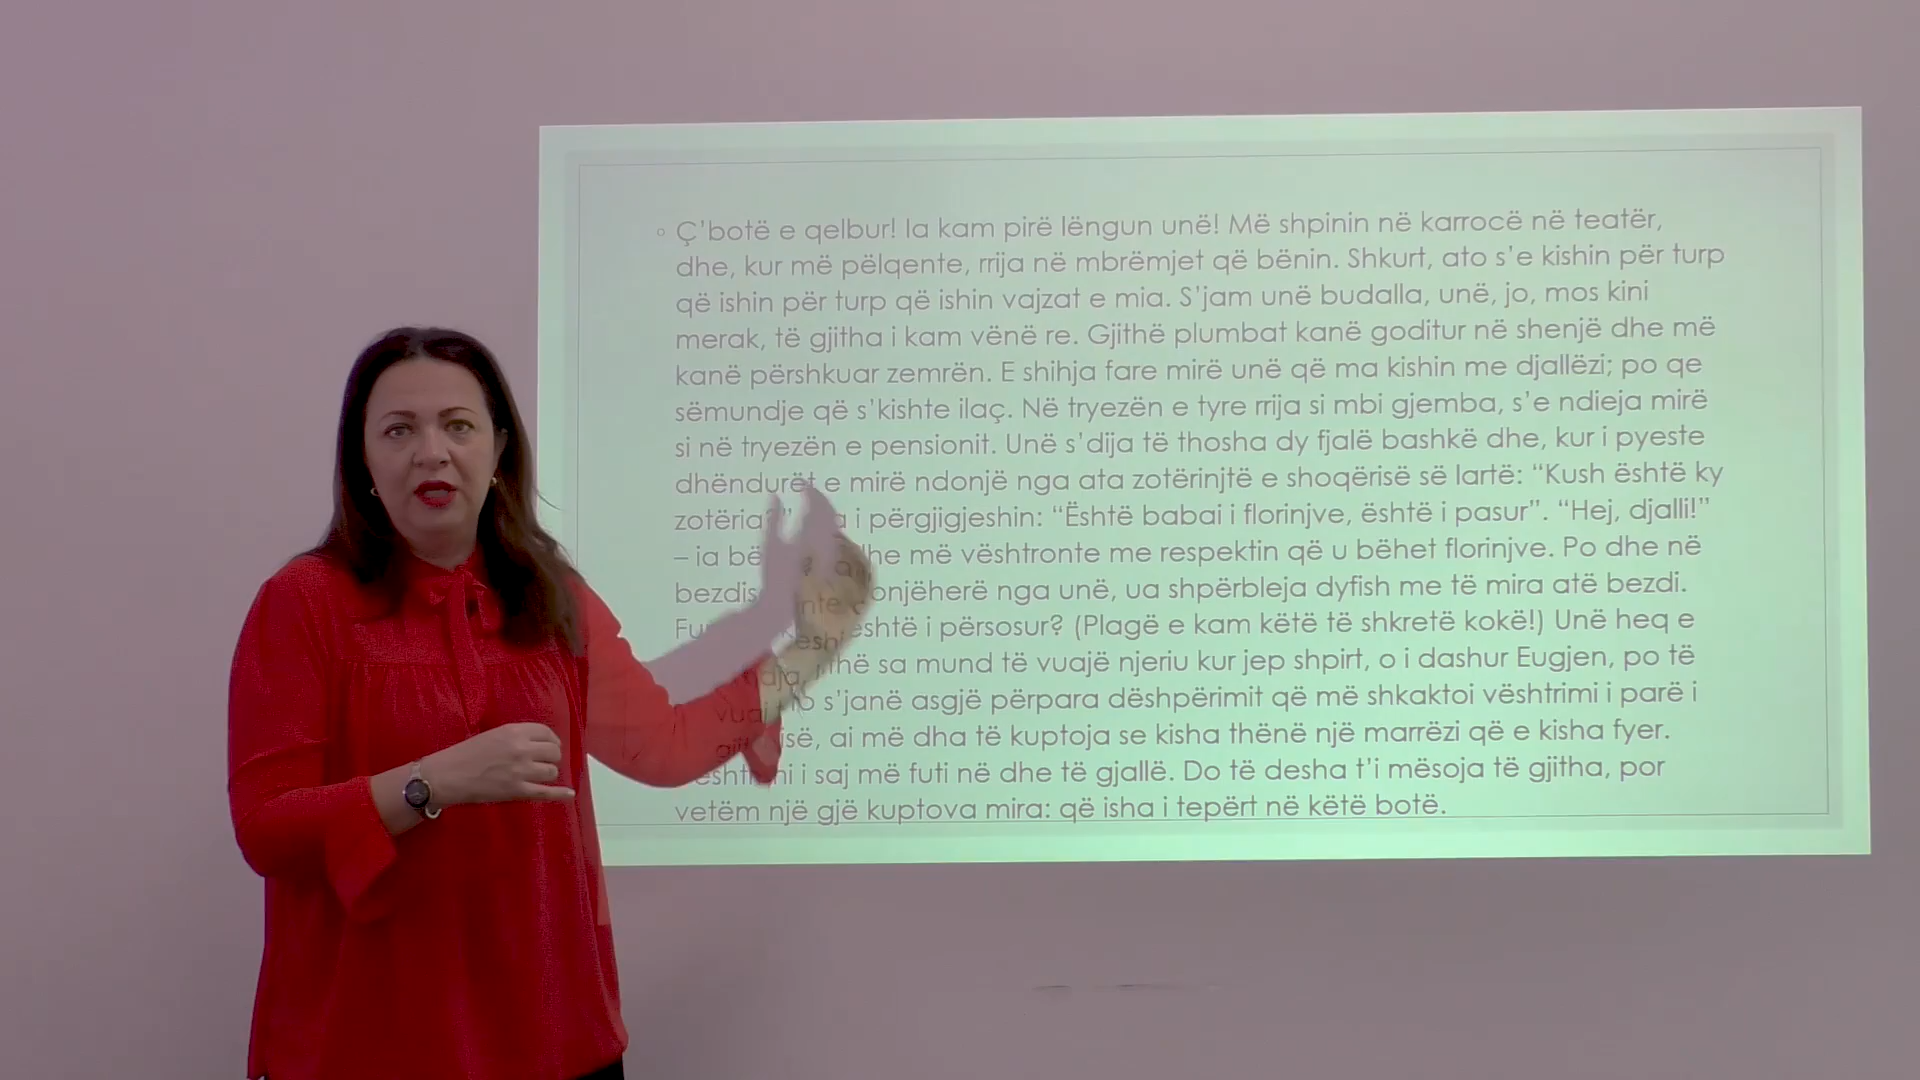 Ç'botë e qelbur! Ia kam pirë lëngun unë! Më shpinin në karrocë në teatër,
dhe, kur më pëlqente, rrija në mbrëmjet që bënin. Shkurt, ato s'e kishin për turp
që ishin për turp që ishin vajzat e mia. S'jam unë budalla, unë, jo, mos kini
merak, të gjitha i kam vënë re. Gjithë plumbat kanë goditur në shenjë dhe më
kanë përshkuar zemrën. E shihja fare mirë unë që ma kishin me djallëzi; po qe
sëmundje që s'kishte ilaç. Në tryezën e tyre rrija si mbi gjemba, s'e ndieja mirë
si në tryezën e pensionit. Unë s'dija të thosha dy fjalë bashkë dhe, kur i pyeste
dhëndurët e mirë ndonjë nga ata zotërinjtë e shoqërisë së lartë: “Kush është ky
zotëria?” i përgjigjeshin: “Është babai i florinjve, është i pasur”. “Hej, djalli!”
– ia dhe më vështronte me respektin që u bëhet florinjve. Po dhe në
nga unë, ua shpërbleja dyfish me të mira atë bezdi.
është i përsosur? (Plagë e kam këtë të shkretë kokë!) Unë heq e
sa mund të vuajë njeriu kur jep shpirt, o i dashur Eugjen, po të
s'janë asgjë përpara dëshpërimit që më shkaktoi vështrimi i parë i
ai më dha të kuptoja se kisha thënë një marrëzi që e kisha fyer.
i saj më futi në dhe të gjallë. Do të desha t'i mësoja të gjitha, por
vetëm një gjë kuptova mira: që isha i tepërt në këtë botë.